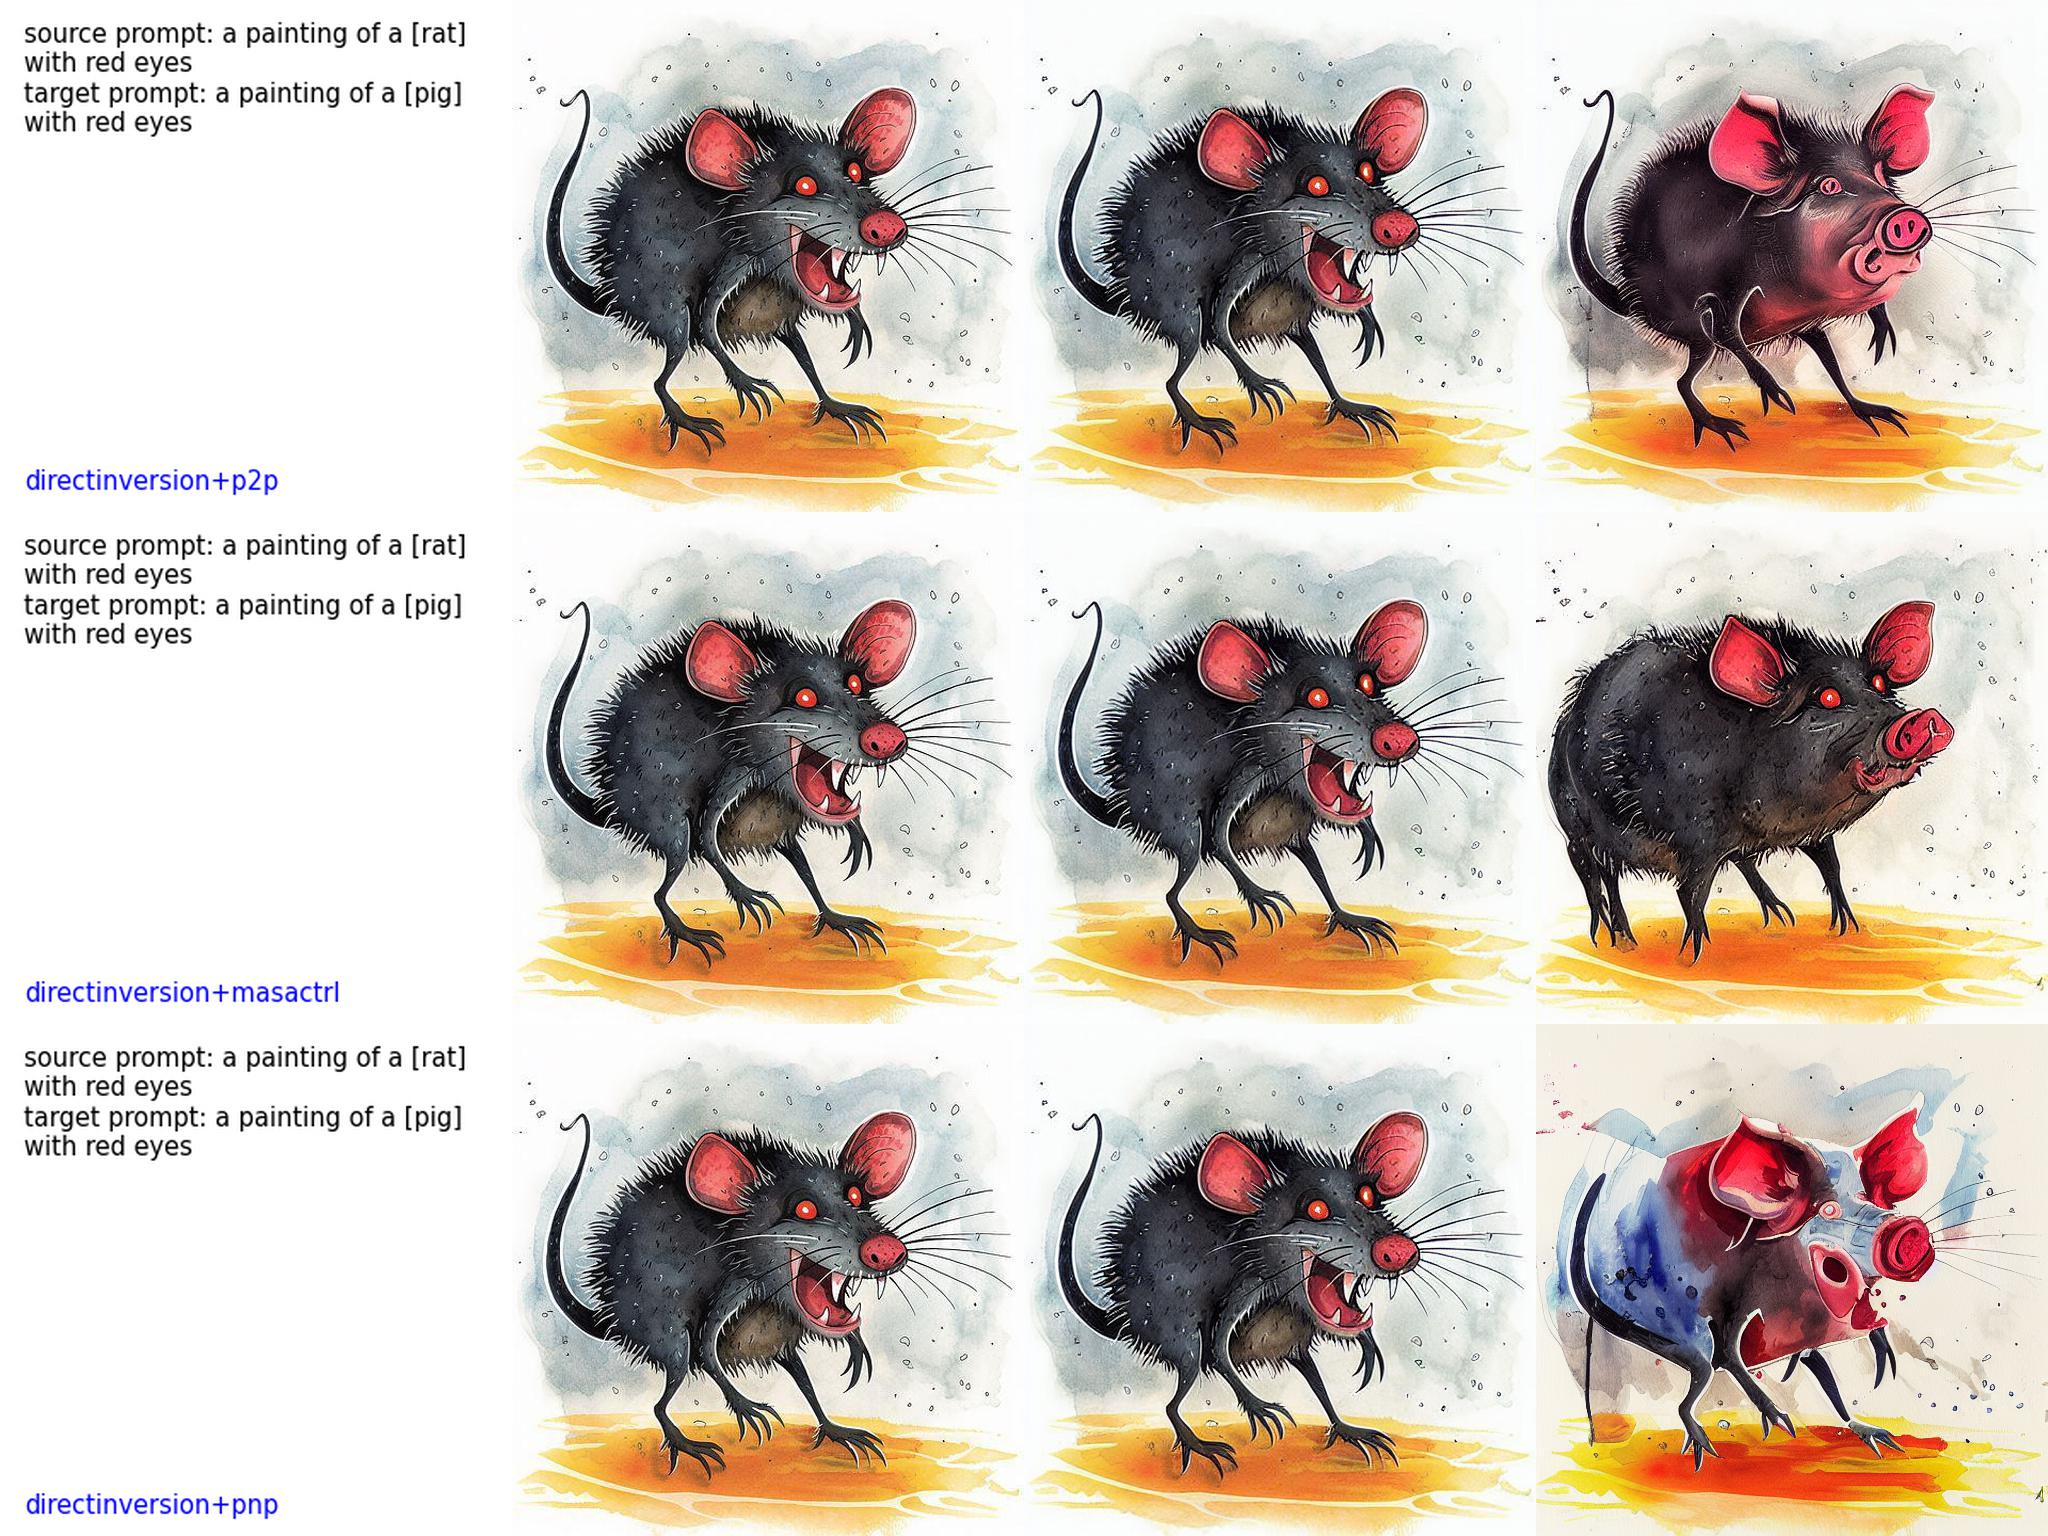 source prompt: a painting of a [rat]
with red eyes
target prompt: a painting of a [pig]
with red eyes
directinversion+p2p
source prompt: a painting of a [rat]
with red eyes
target prompt: a painting of a [pig]
with red eyes
directinversion+masactrl
source prompt: a painting of a [rat]
with red eyes
target prompt: a painting of a [pig]
with red eyes
directinversion+pnp